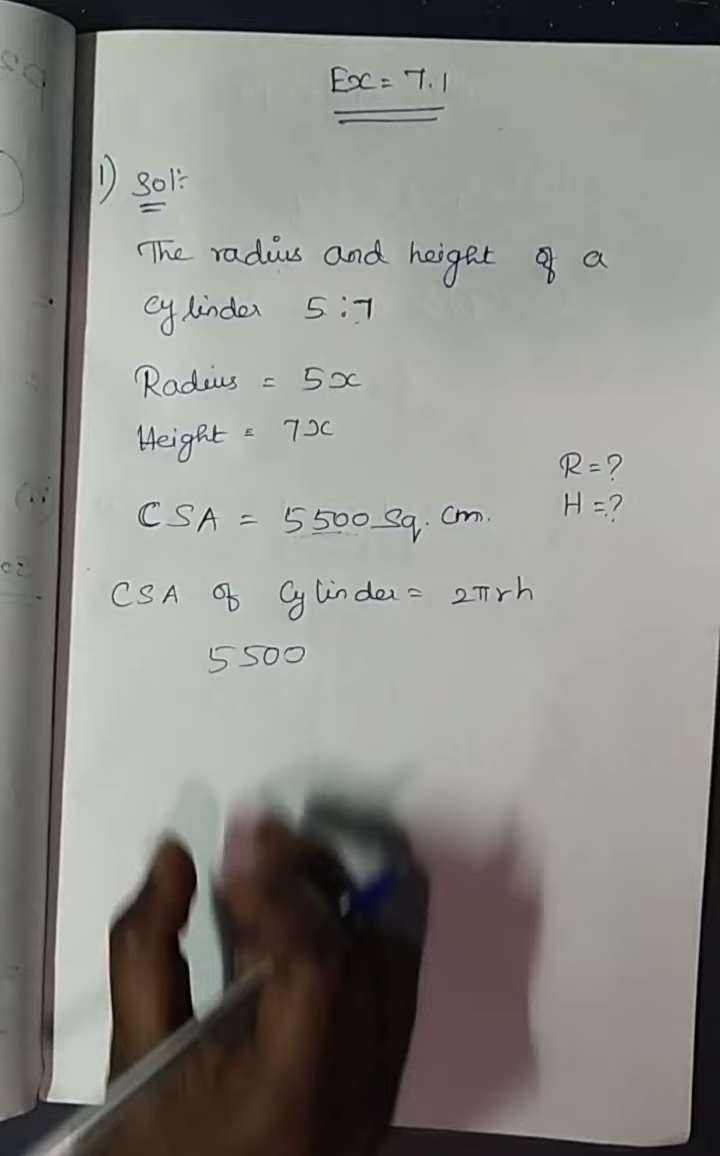 Ex = 7.1
1) Sol:-
The radius and height of a
cylinder 5:7
Radius = 5x
Height = 7x
R = ?
H = ?
CSA = 5500 Sq. cm.
CSA of Cylinder = 2πrh
5500